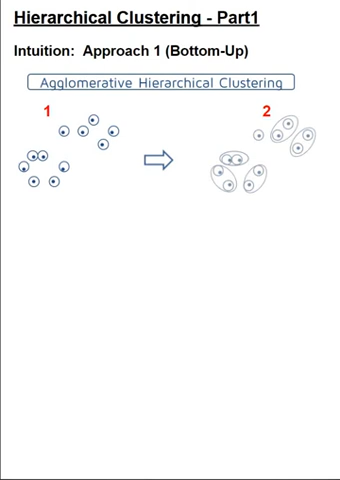 Hierarchical Clustering - Part1
Intuition: Approach 1 (Bottom-Up)
Agglomerative Hierarchical Clustering
1 2